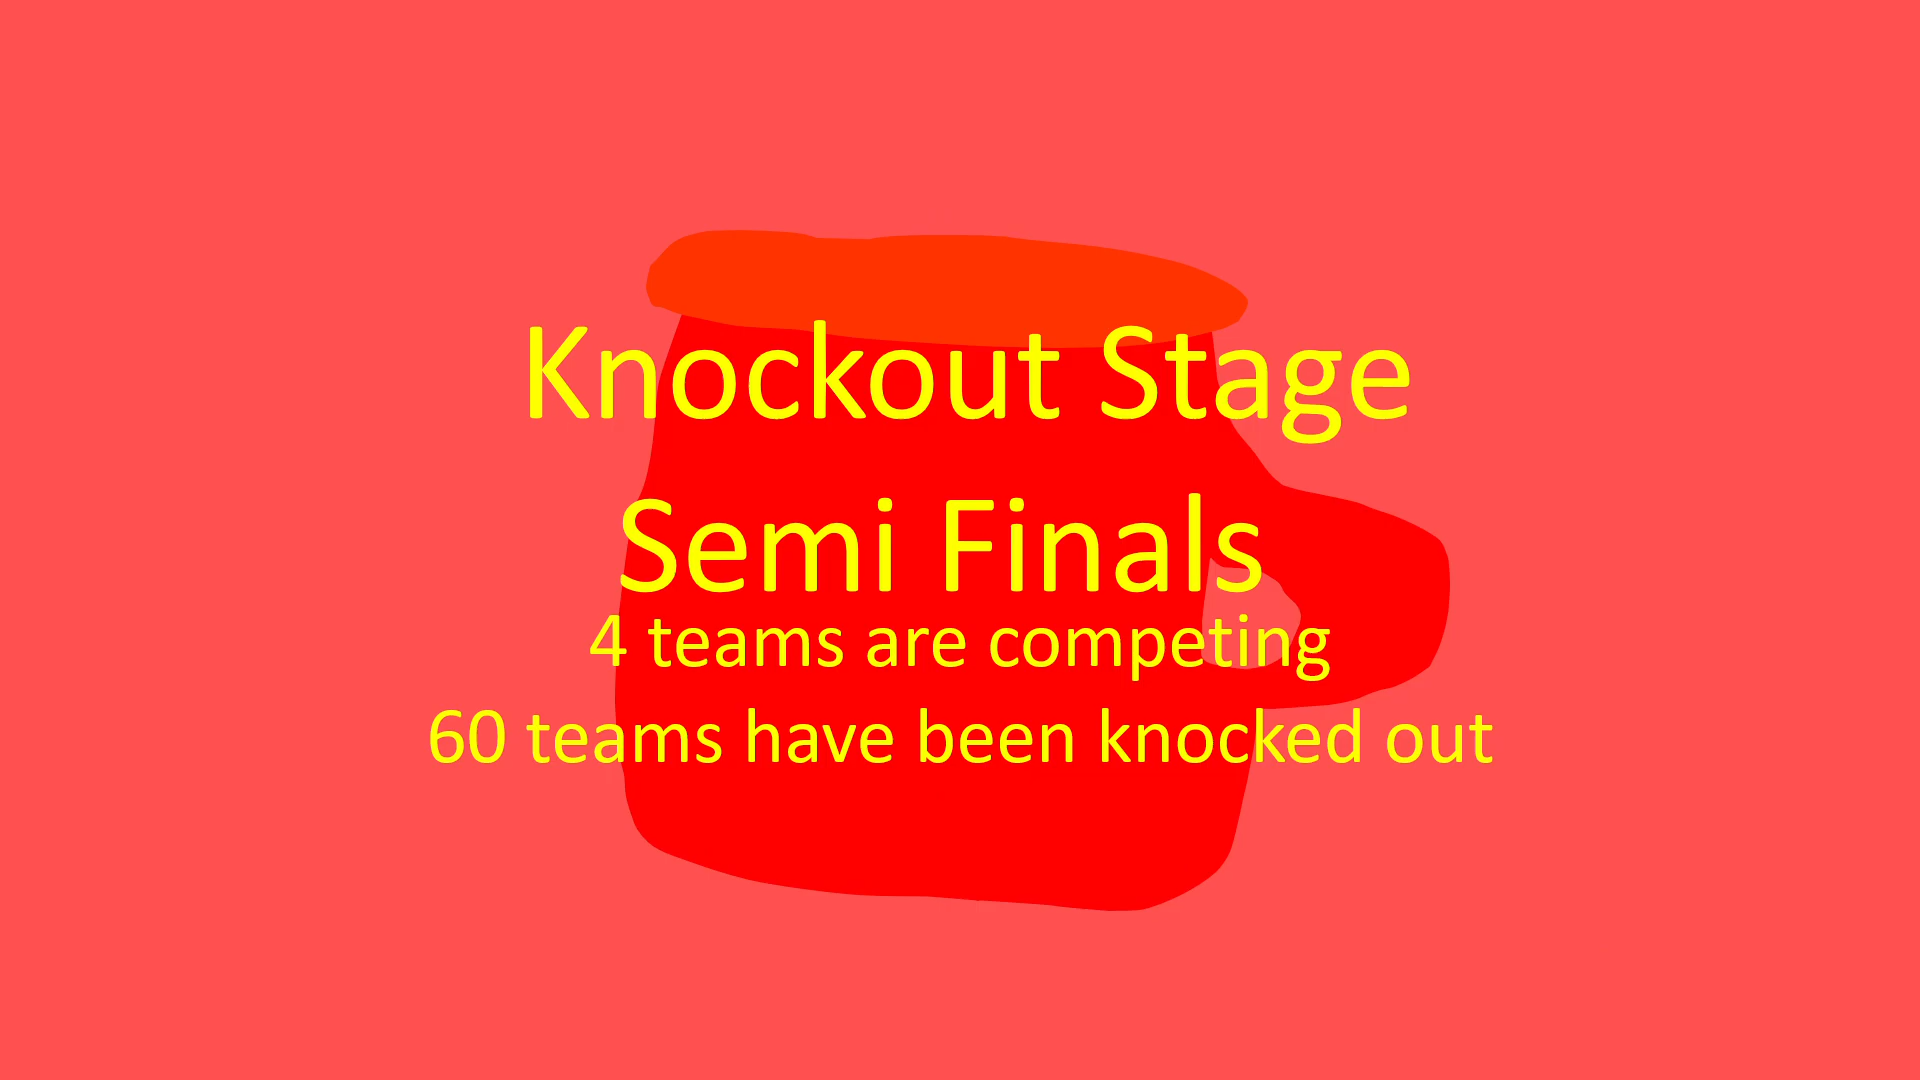 Knockout Stage
Semi Finals
4 teams are competing
60 teams have been knocked out